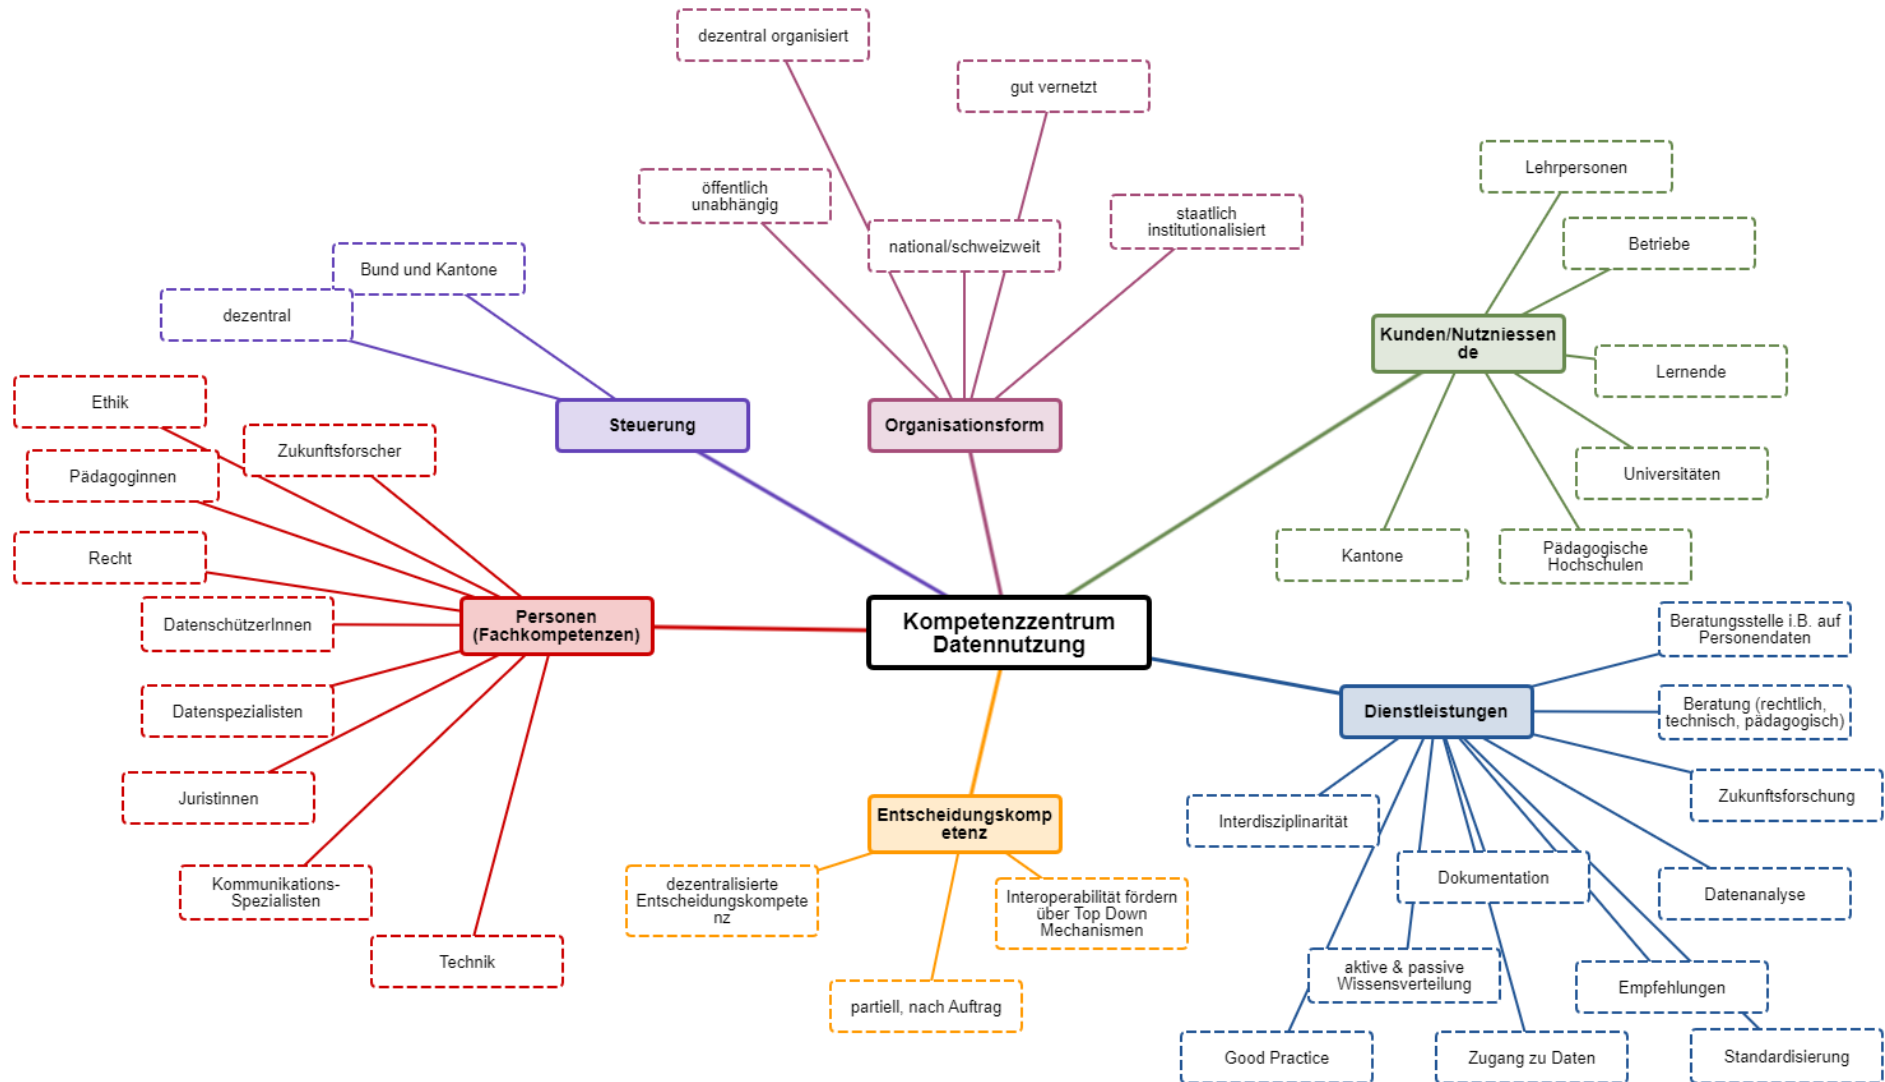 dezentral organisiert
gut vernetzt
öffentlich
unabhängig
national/schweizweit
staatlich
institutionalisiert
Organisationsform
Bund und Kantone
dezentral
Steuerung
Lehrpersonen
Betriebe
Kunden/Nutzniessen
de
Lernende
Universitäten
Kantone
Pädagogische
Hochschulen
Ethik
Zukunftsforscher
Pädagoginnen
Recht
DatenschützerInnen
Personen
(Fachkompetenzen)
Datenspezialisten
Juristinnen
Kommunikations-
Spezialisten
Technik
Kompetenzzentrum
Datennutzung
Entscheidungskomp
etenz
dezentralisierte
Entscheidungskompete
nz
Interoperabilität fördern
über Top Down
Mechanismen
partiell, nach Auftrag
Beratungsstelle i.B. auf
Personendaten
Dienstleistungen
Beratung (rechtlich,
technisch, pädagogisch)
Zukunftsforschung
Interdisziplinarität
Dokumentation
Datenanalyse
aktive & passive
Wissensverteilung
Empfehlungen
Good Practice
Zugang zu Daten
Standardisierung